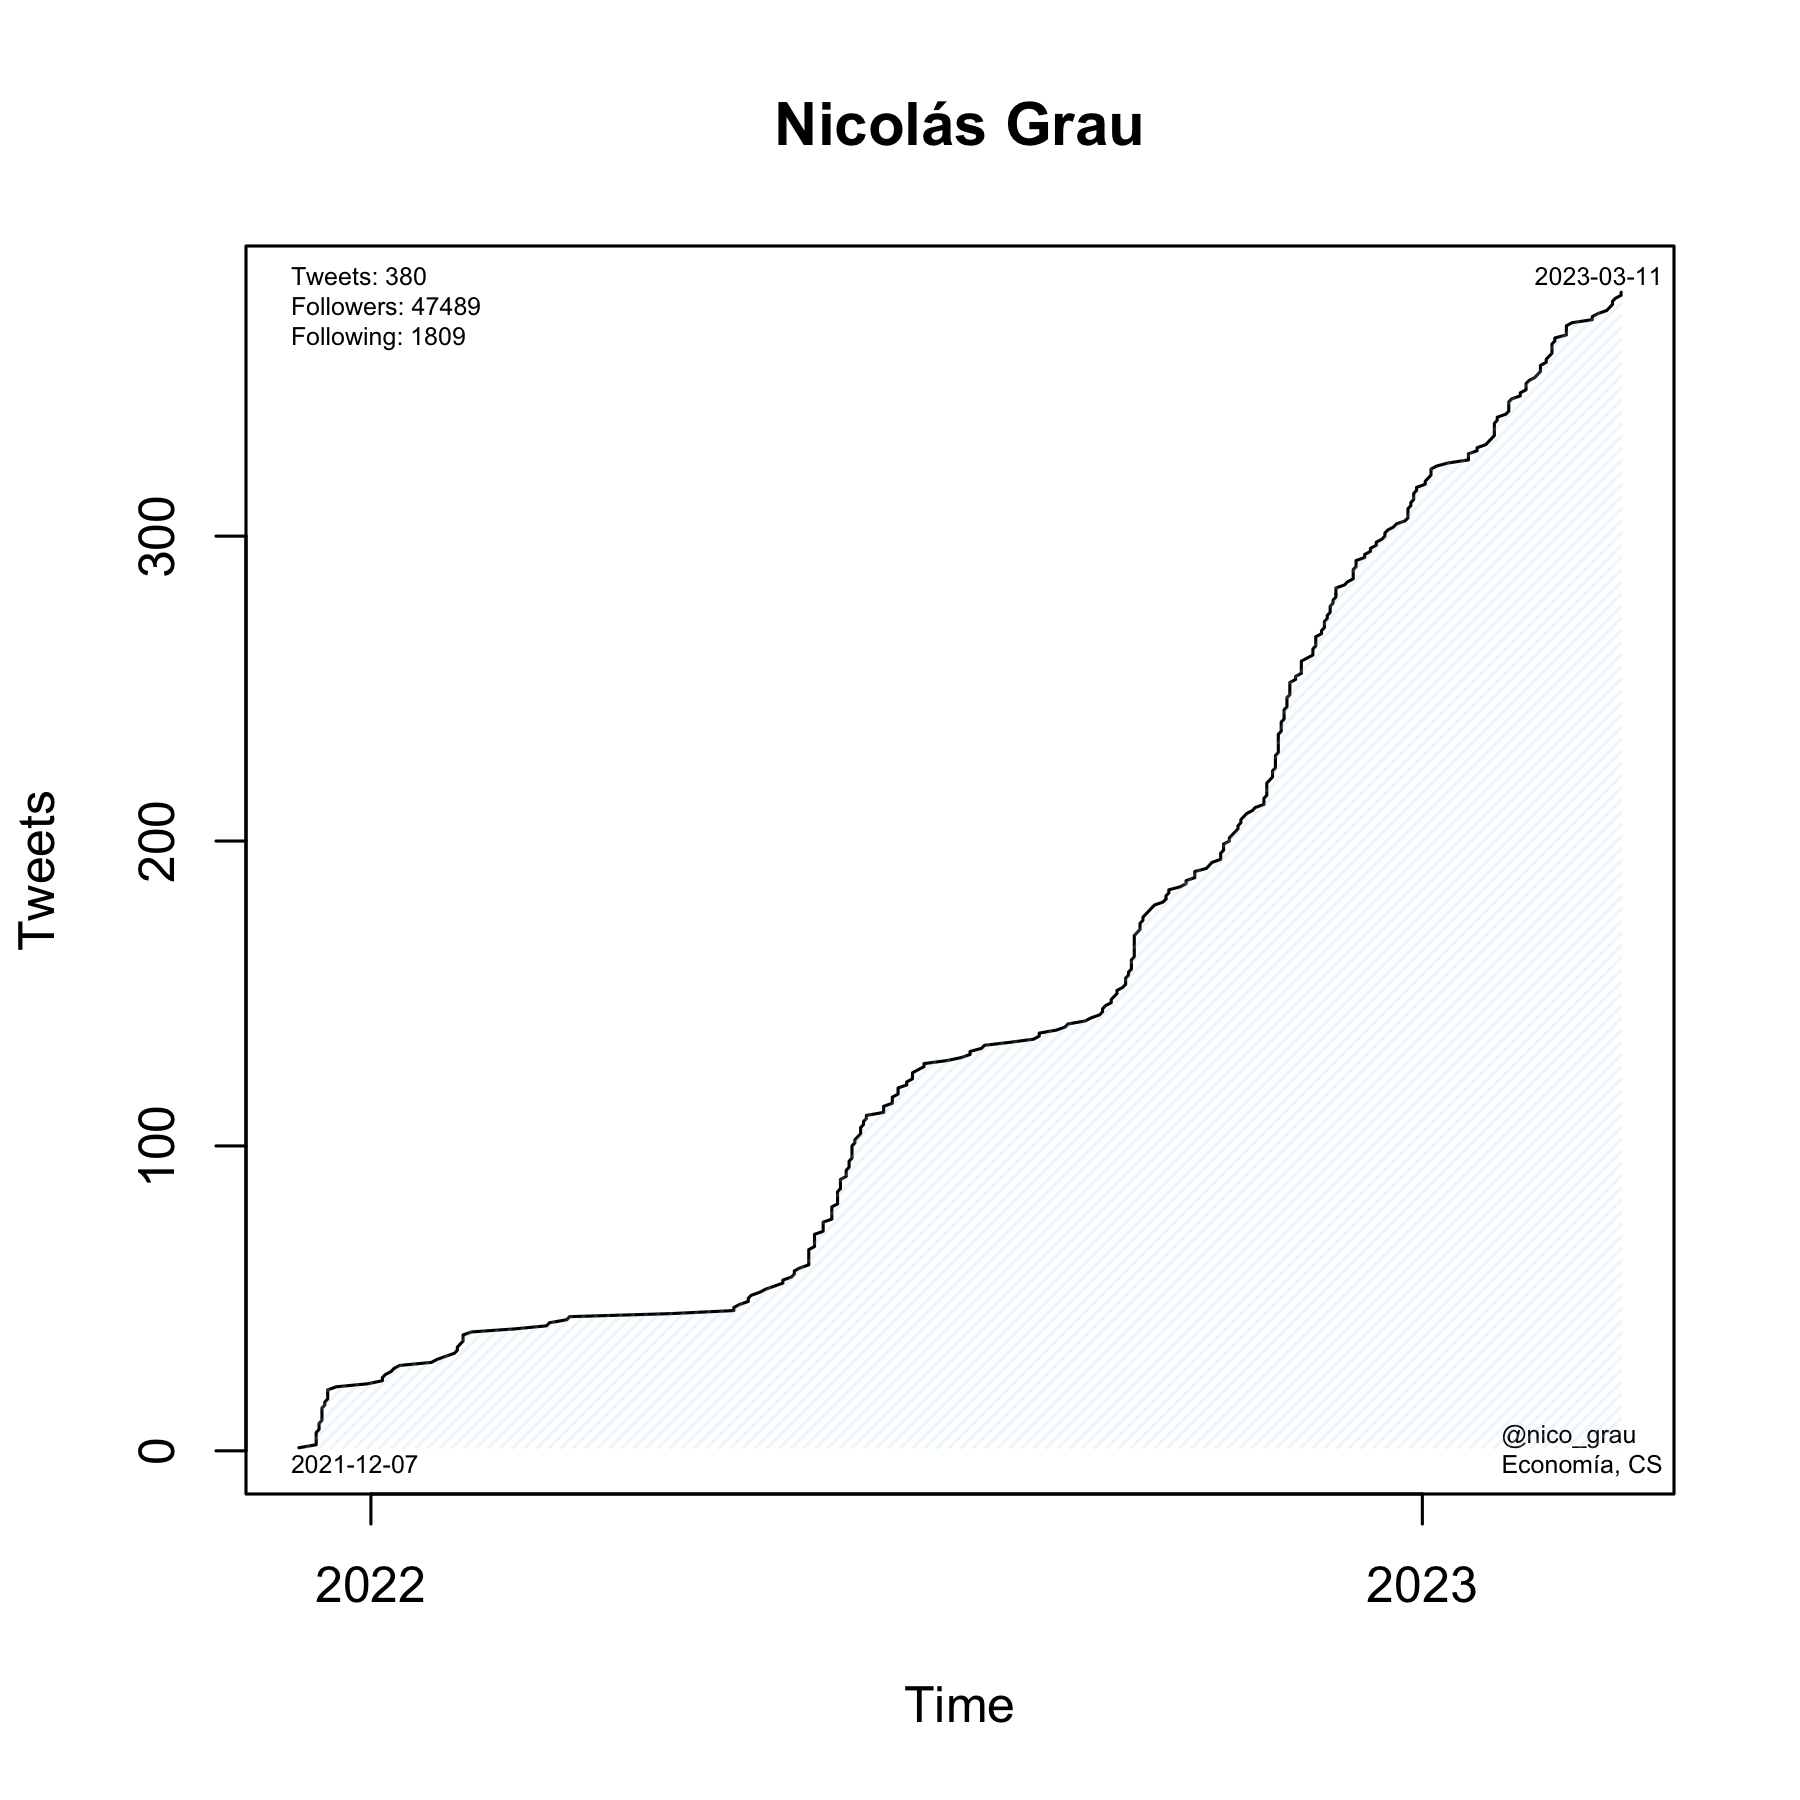 Nicolás Grau
Tweets: 380
Followers: 47489
Following: 1809
2023-03-11
Tweets
300
200
100
0
2021-12-07
@nico_grau
Economía, CS
2022
2023
Time